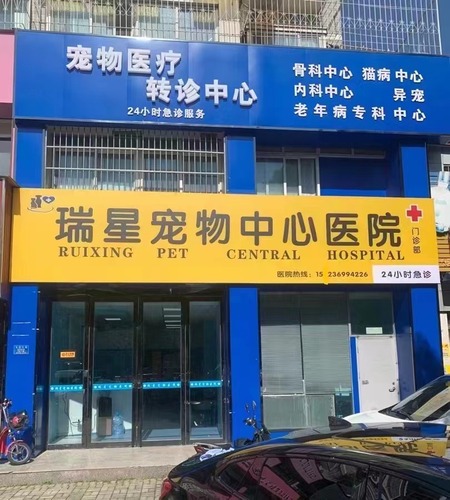 宠物医疗
转诊中心
24小时急诊服务
骨科中心 猫病中心
内科中心 异宠
老年病专科中心
瑞星宠物中心医院
门诊部
RUIXING PET CENTRAL HOSPITAL
医院热线：15 236994226
24小时急诊